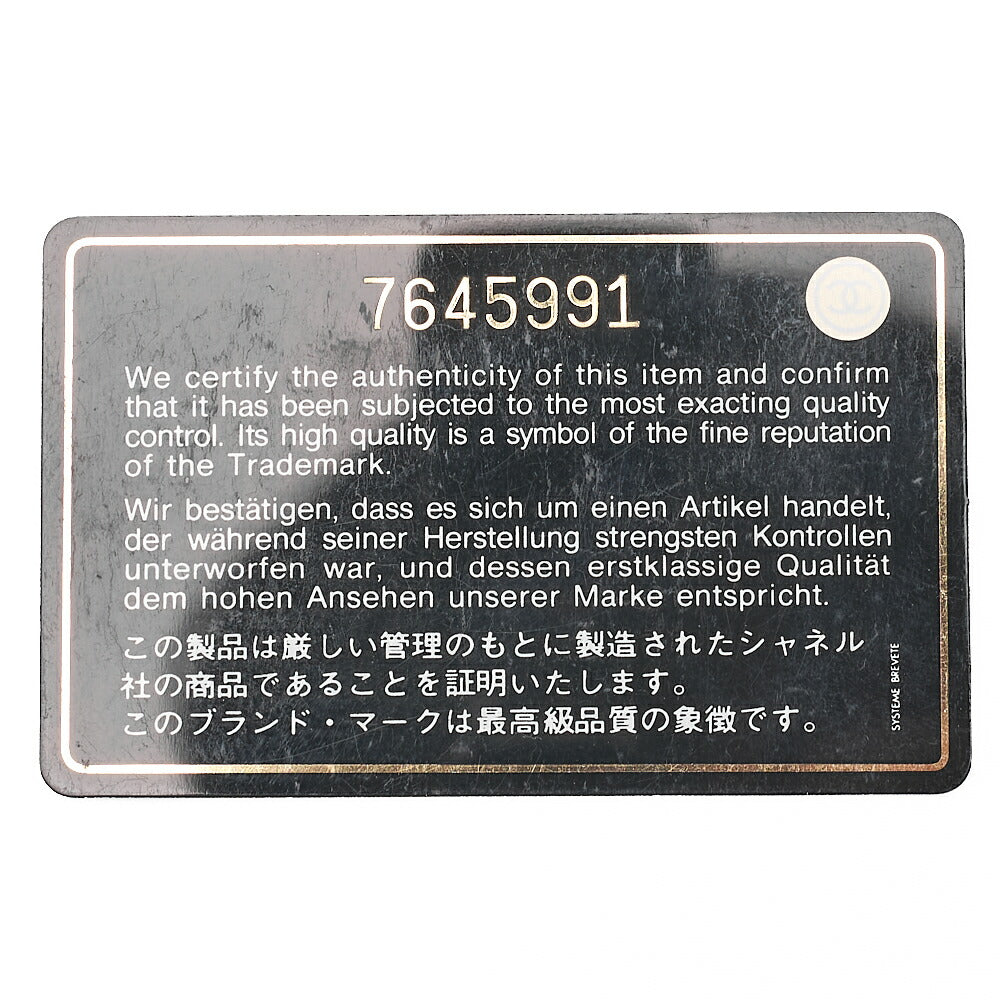 7645991
We certify the authenticity of this item and confirm
that it has been subjected to the most exacting quality
control. Its high quality is a symbol of the fine reputation
of the Trademark.
Wir bestätigen, dass es sich um einen Artikel handelt,
der während seiner Herstellung strengsten Kontrollen
unterworfen war, und dessen erstklassige Qualität
dem hohen Ansehen unserer Marke entspricht.
この製品は厳しい管理のもとに製造されたシャネル
社の商品であることを証明いたします。
このブランド・マークは最高級品質の象徴です。
SYSTEME BREVETE